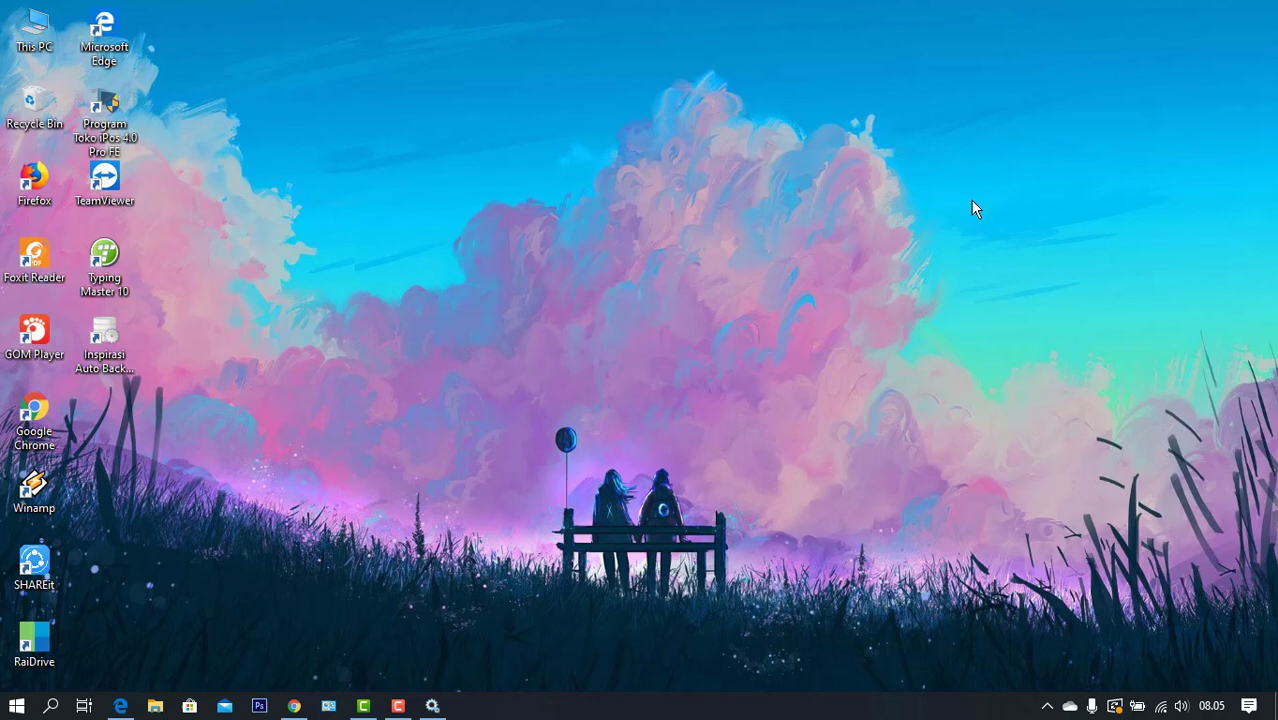 This PC
Microsoft
Edge
Recycle Bin
Program
Toko iPos 4.0
Pro FE
Firefox
TeamViewer
Foxit Reader
Typing
Master 10
GOM Player
Inspirasi
Auto Back...
Google
Chrome
Winamp
SHAREit
RaiDrive
Ps
08.05